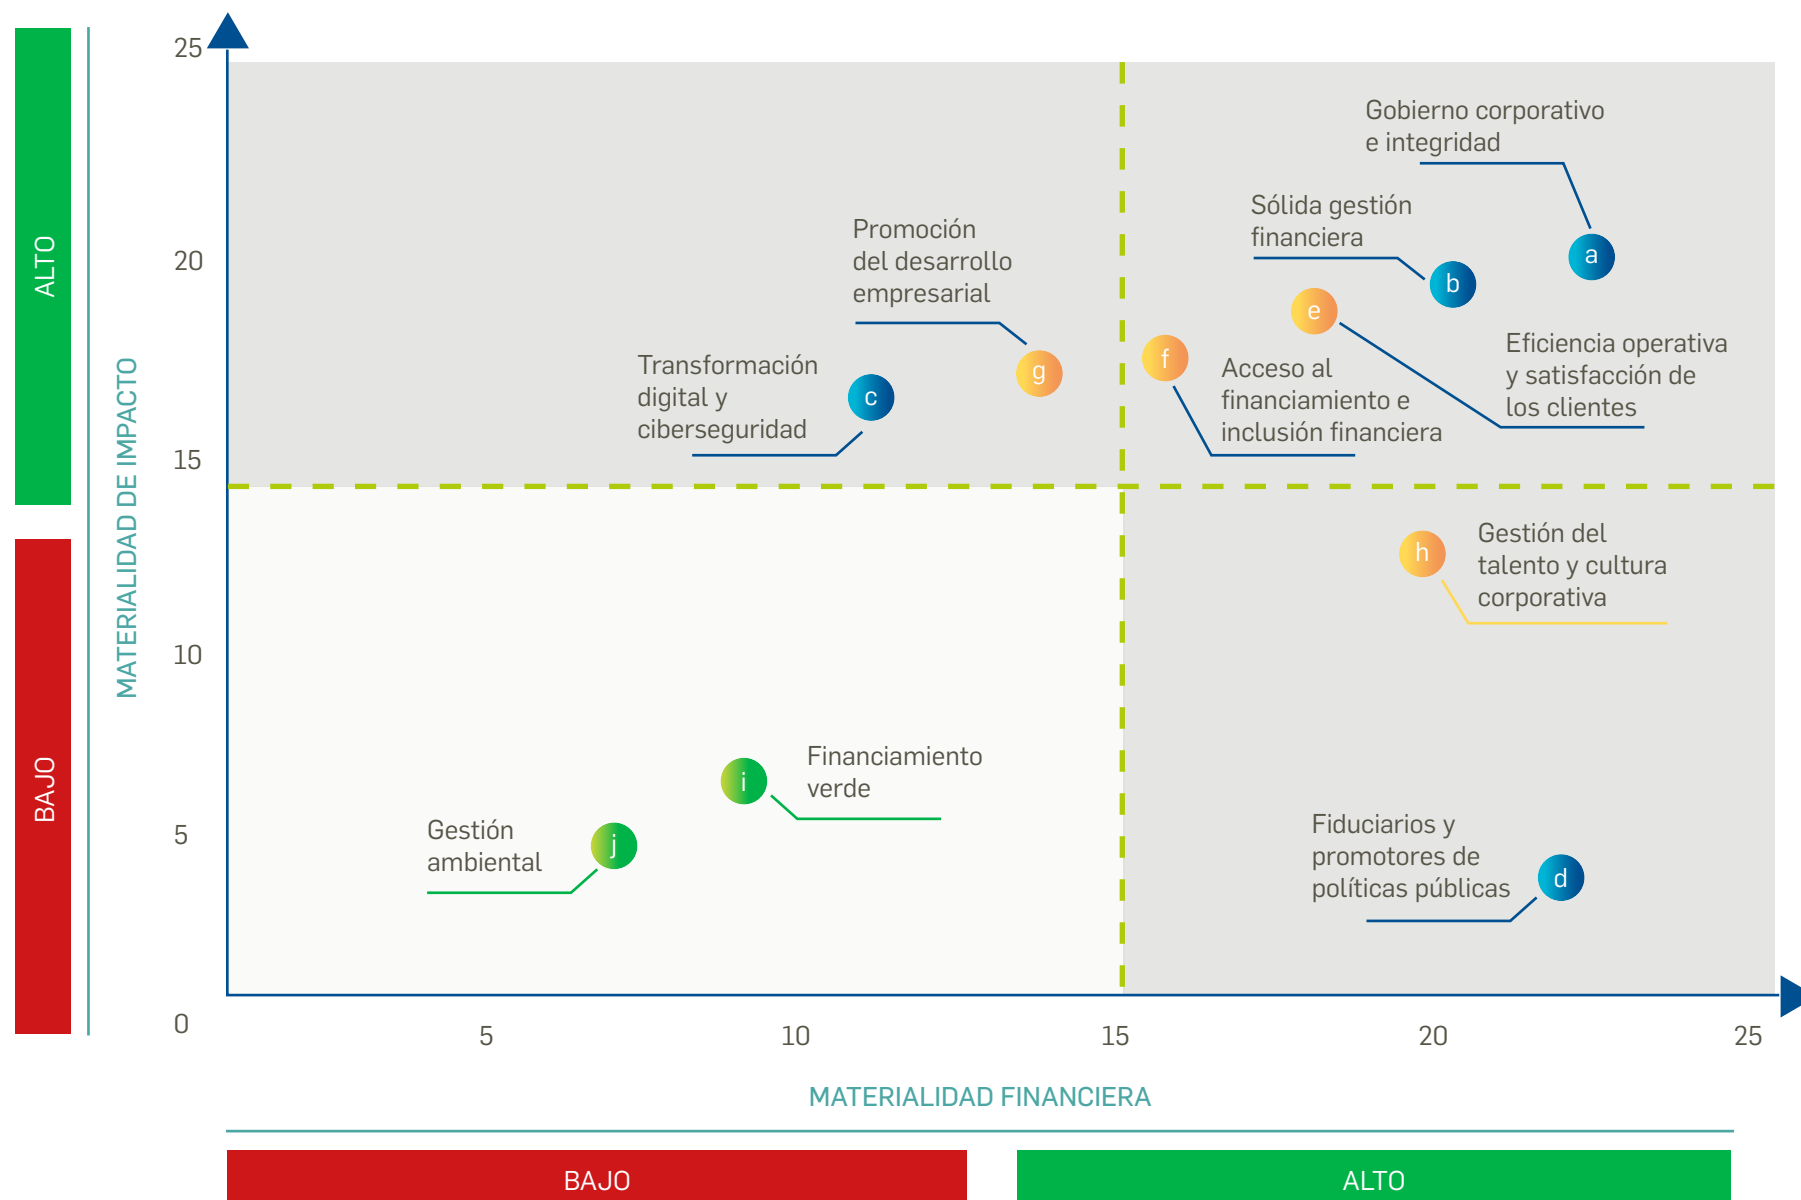 25
20
15
10
5
0
ALTO
BAJO
MATERIALIDAD DE IMPACTO
Gobierno corporativo
e integridad
a
Sólida gestión
financiera
b
Promoción
del desarrollo
empresarial
g
e
Eficiencia operativa
y satisfacción de
los clientes
f
Acceso al
financiamiento e
inclusión financiera
Transformación
digital y
ciberseguridad
c
h
Gestión del
talento y cultura
corporativa
i
Financiamiento
verde
Gestión
ambiental
j
Fiduciarios y
promotores de
políticas públicas
d
5
10
15
20
25
MATERIALIDAD FINANCIERA
BAJO
ALTO